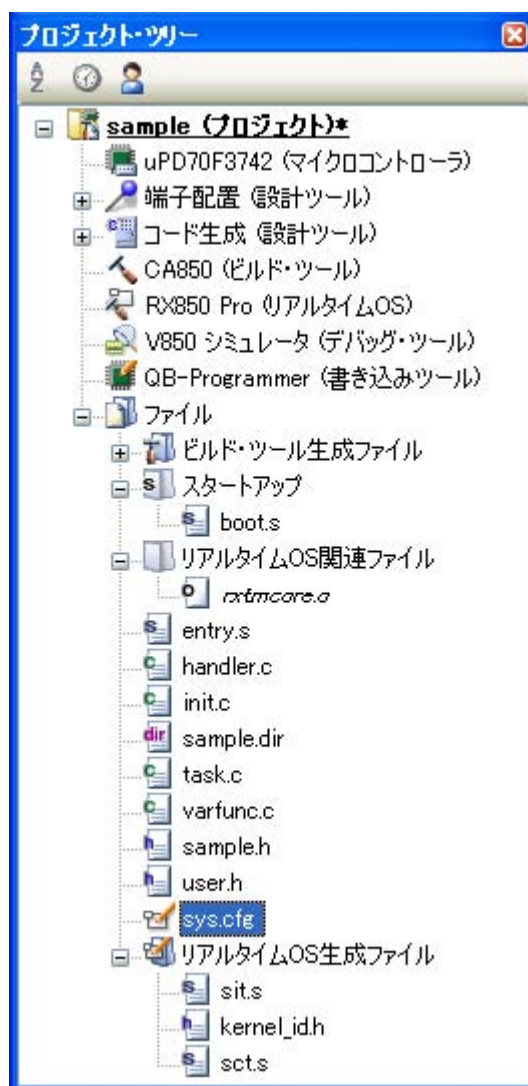 プロジェクト・ツリー
sample (プロジェクト)*
uPD70F3742 (マイクロコントローラ)
端子配置 (設計ツール)
コード生成 (設計ツール)
CA850 (ビルド・ツール)
RX850 Pro (リアルタイムOS)
V850 シミュレータ (デバッグ・ツール)
QB-Programmer (書き込みツール)
ファイル
ビルド・ツール生成ファイル
スタートアップ
boot.s
リアルタイムOS関連ファイル
rxtmcore.o
entry.s
handler.c
init.c
sample.dir
task.c
varfunc.c
sample.h
user.h
sys.cfg
リアルタイムOS生成ファイル
sit.s
kernel_id.h
sct.s